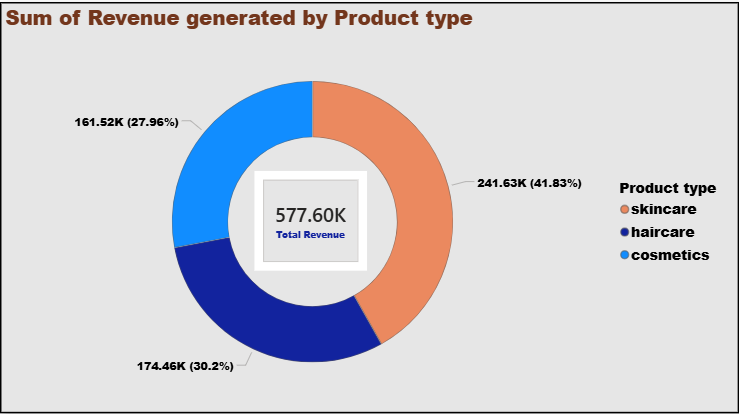 Sum of Revenue generated by Product type
161.52K (27.96%)
241.63K (41.83%)
577.60K
Total Revenue
174.46K (30.2%)
Product type
skincare
haircare
cosmetics